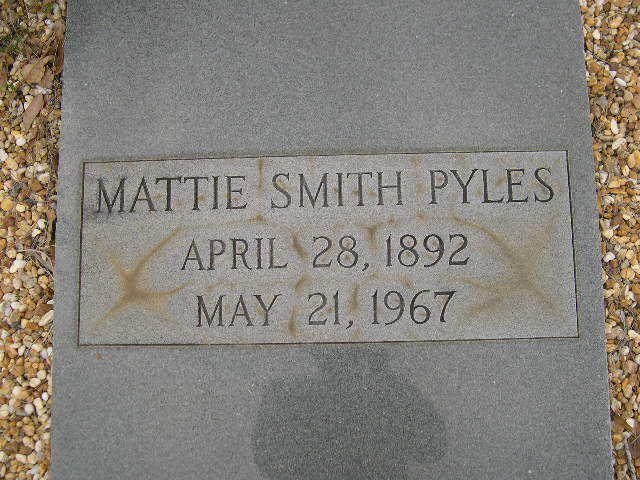 MATTIE SMITH PYLES
APRIL 28, 1892
MAY 21, 1967